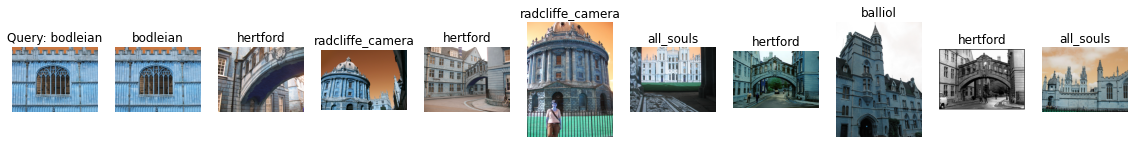 Query: bodleian
bodleian
hertford
radcliffe_camera
hertford
radcliffe_camera
all_souls
hertford
balliol
hertford
all_souls